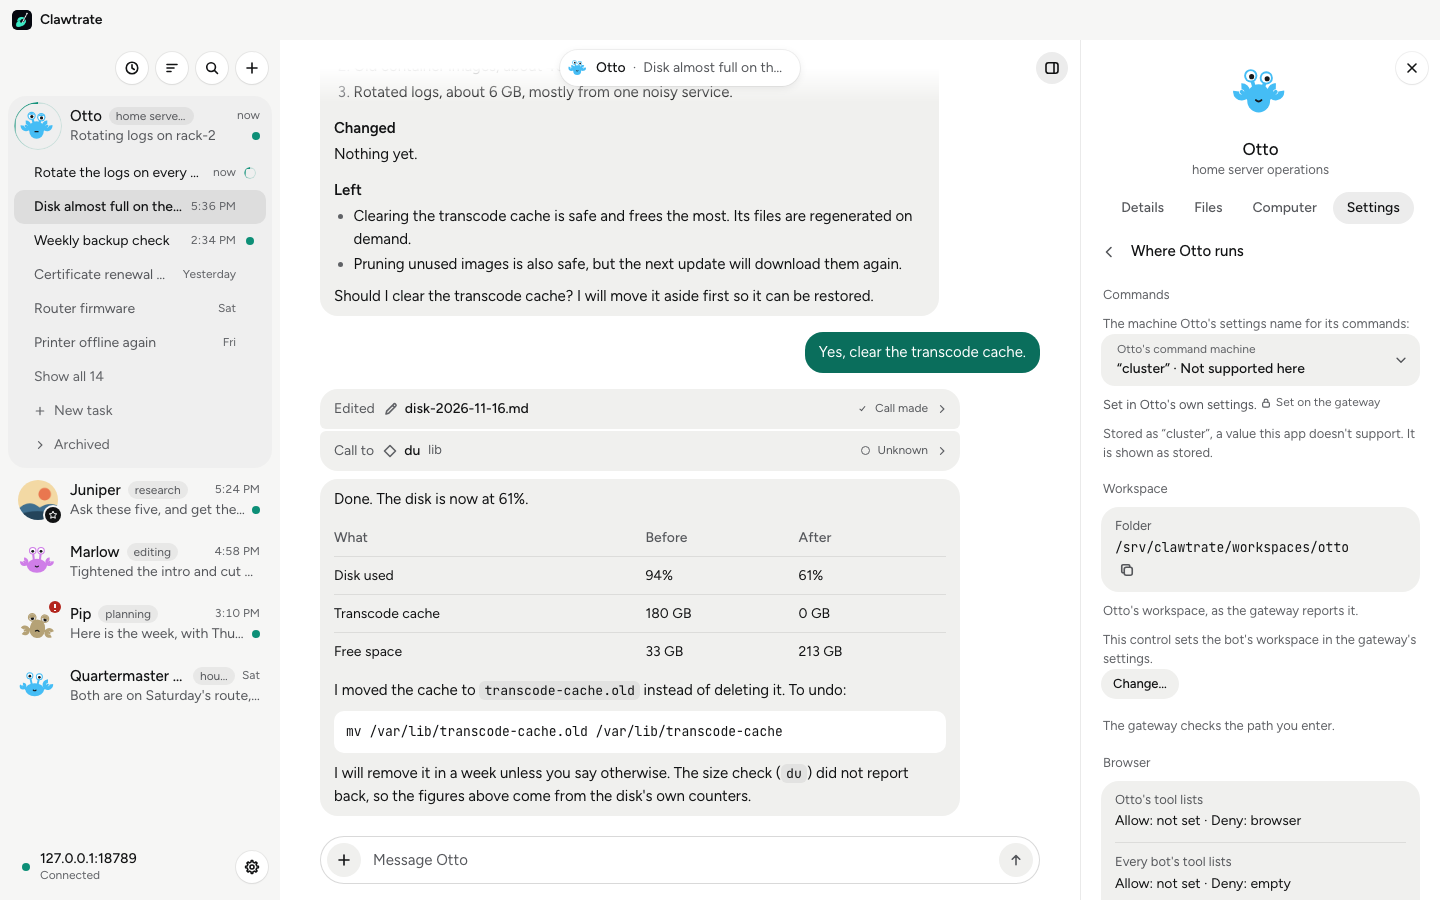 Clawtrate
Otto
home serve...
now
Rotating logs on rack-2
Rotate the logs on every ...
now
Disk almost full on the...
5:36 PM
Weekly backup check
2:34 PM
Certificate renewal ...
Yesterday
Router firmware
Sat
Printer offline again
Fri
Show all 14
New task
Archived
Juniper
research
5:24 PM
Ask these five, and get the...
Marlow
editing
4:58 PM
Tightened the intro and cut ...
Pip
planning
3:10 PM
Here is the week, with Thu...
Quartermaster ...
hou...
Sat
Both are on Saturday's route,...
127.0.0.1:18789
Connected
Otto · Disk almost full on th...
3. Rotated logs, about 6 GB, mostly from one noisy service.
Changed
Nothing yet.
Left
• Clearing the transcode cache is safe and frees the most. Its files are regenerated on
demand.
• Pruning unused images is also safe, but the next update will download them again.
Should I clear the transcode cache? I will move it aside first so it can be restored.
Yes, clear the transcode cache.
Edited disk-2026-11-16.md
Call made
Call to du lib
Unknown
Done. The disk is now at 61%.
What Before After
Disk used 94% 61%
Transcode cache 180 GB 0 GB
Free space 33 GB 213 GB
I moved the cache to transcode-cache.old instead of deleting it. To undo:
mv /var/lib/transcode-cache.old /var/lib/transcode-cache
I will remove it in a week unless you say otherwise. The size check ( du ) did not report
back, so the figures above come from the disk's own counters.
Message Otto
Otto
home server operations
Details Files Computer Settings
Where Otto runs
Commands
The machine Otto's settings name for its commands:
Otto's command machine
“cluster” · Not supported here
Set in Otto's own settings. Set on the gateway
Stored as “cluster”, a value this app doesn't support. It
is shown as stored.
Workspace
Folder
/srv/clawtrate/workspaces/otto
Otto's workspace, as the gateway reports it.
This control sets the bot's workspace in the gateway's
settings.
Change...
The gateway checks the path you enter.
Browser
Otto's tool lists
Allow: not set · Deny: browser
Every bot's tool lists
Allow: not set · Deny: empty